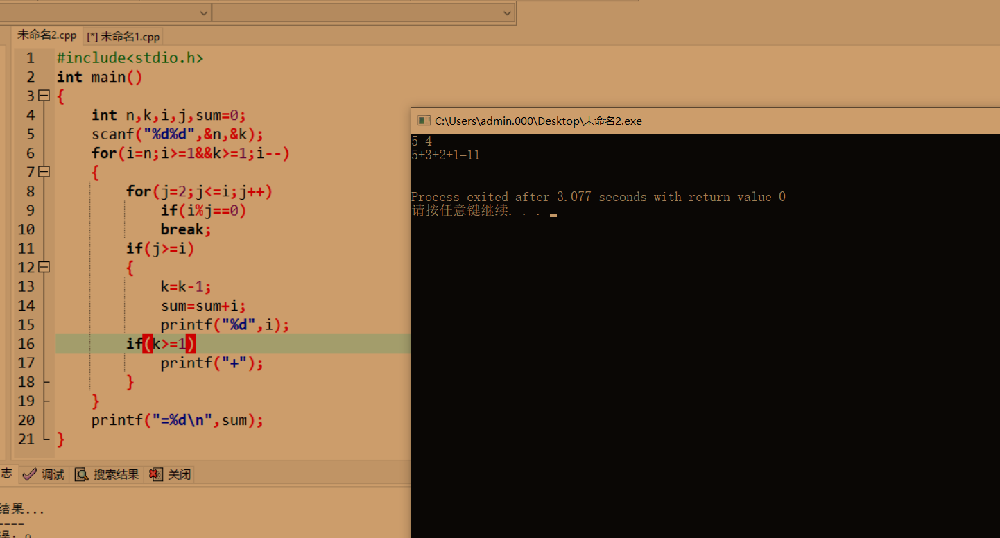 未命名2.cpp [*] 未命名1.cpp
1 #include<stdio.h>
2 int main()
3 {
4 int n,k,i,j,sum=0;
5 scanf("%d%d",&n,&k);
6 for(i=n;i>=1&&k>=1;i--)
7 {
8 for(j=2;j<=i;j++)
9 if(i%j==0)
10 break;
11 if(j>=i)
12 {
13 k=k-1;
14 sum=sum+i;
15 printf("%d",i);
16 if(k>=1)
17 printf("+");
18 }
19 }
20 printf("=%d\n",sum);
21 }
志 调试 搜索结果 关闭
结果...
----
C:\Users\admin.000\Desktop\未命名2.exe
5 4
5+3+2+1=11
--------------------------------
Process exited after 3.077 seconds with return value 0
请按任意键继续. . .